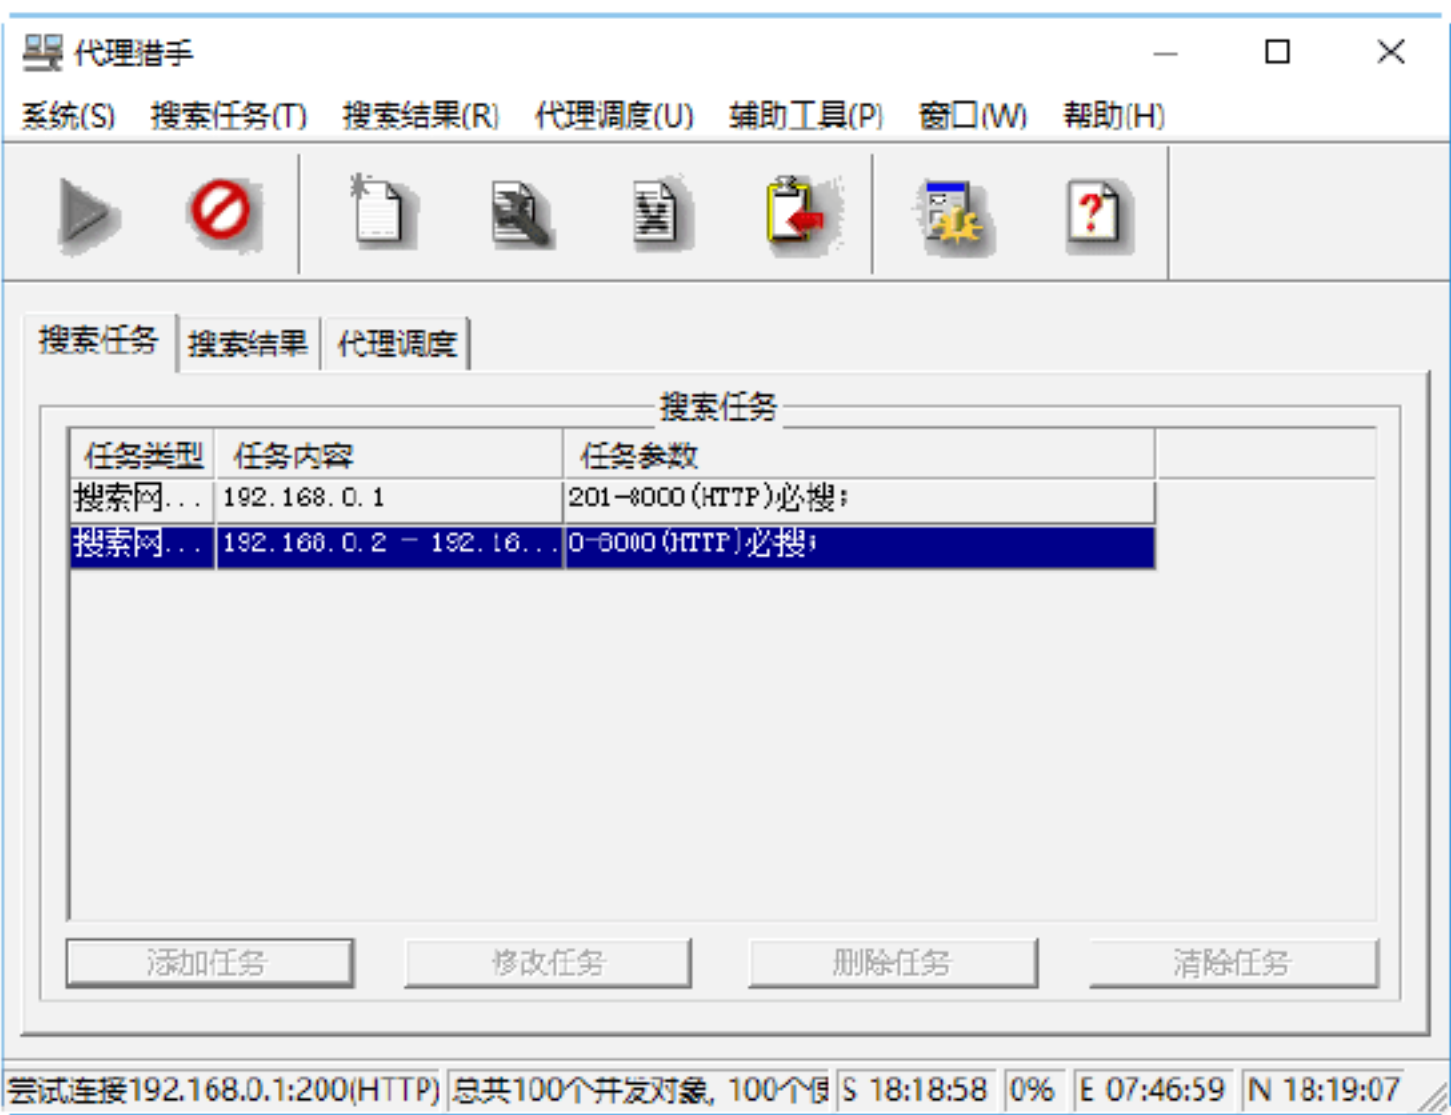 代理猎手
系统(S) 搜索任务(T) 搜索结果(R) 代理调度(U) 辅助工具(P) 窗口(W) 帮助(H)
搜索任务 搜索结果 代理调度
搜索任务
任务类型 任务内容 任务参数
搜索网... 192.168.0.1 201-8000(HTTP)必搜;
搜索网... 192.168.0.2 - 192.16... 0-8000(HTTP)必搜;
添加任务 修改任务 删除任务 清除任务
尝试连接192.168.0.1:200(HTTP) 总共100个并发对象, 100个 S 18:18:58 0% E 07:46:59 N 18:19:07